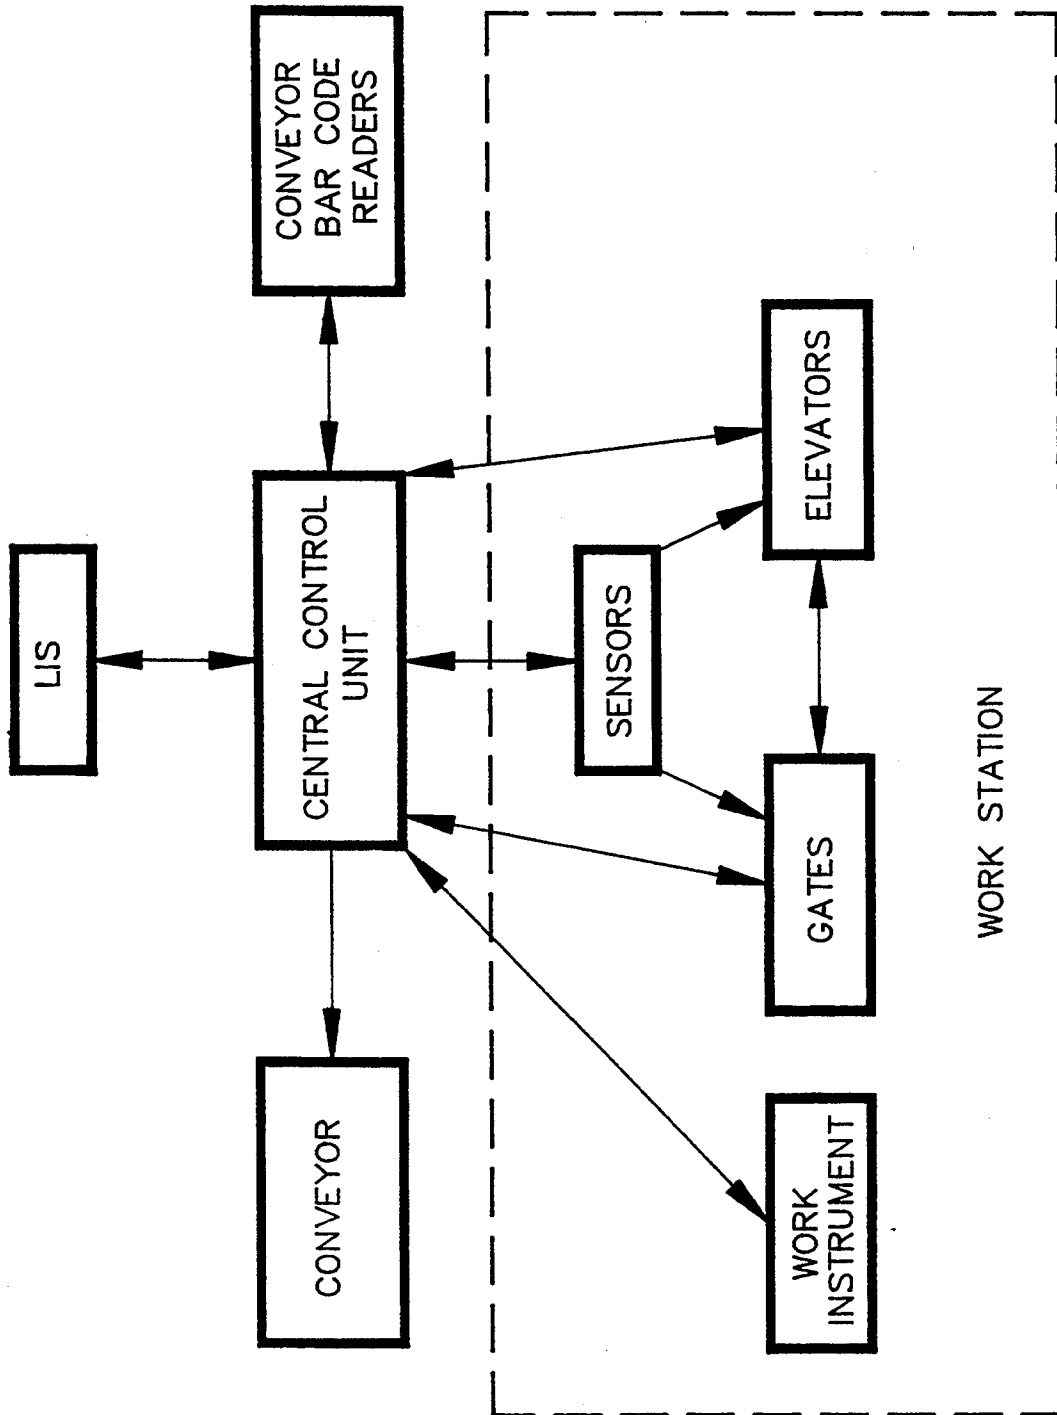 LIS
CONVEYOR
CENTRAL CONTROL
UNIT
CONVEYOR
BAR CODE
READERS
SENSORS
WORK
INSTRUMENT
GATES
ELEVATORS
WORK STATION